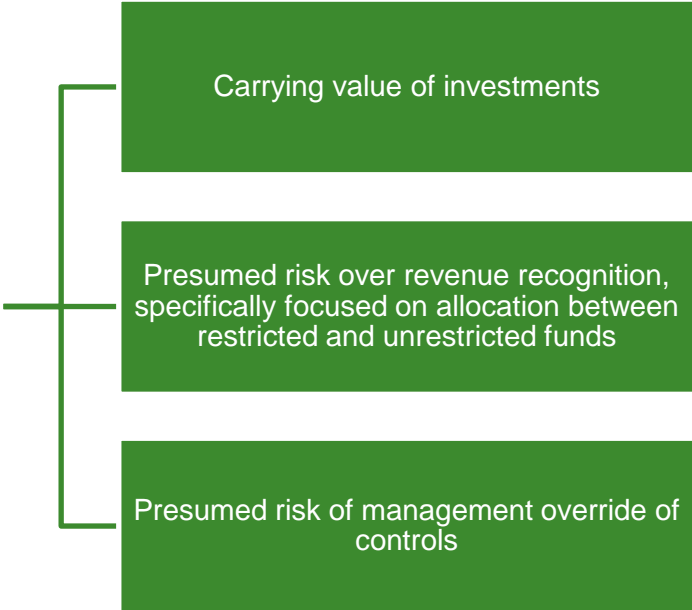 Carrying value of investments
Presumed risk over revenue recognition,
specifically focused on allocation between
restricted and unrestricted funds
Presumed risk of management override of
controls